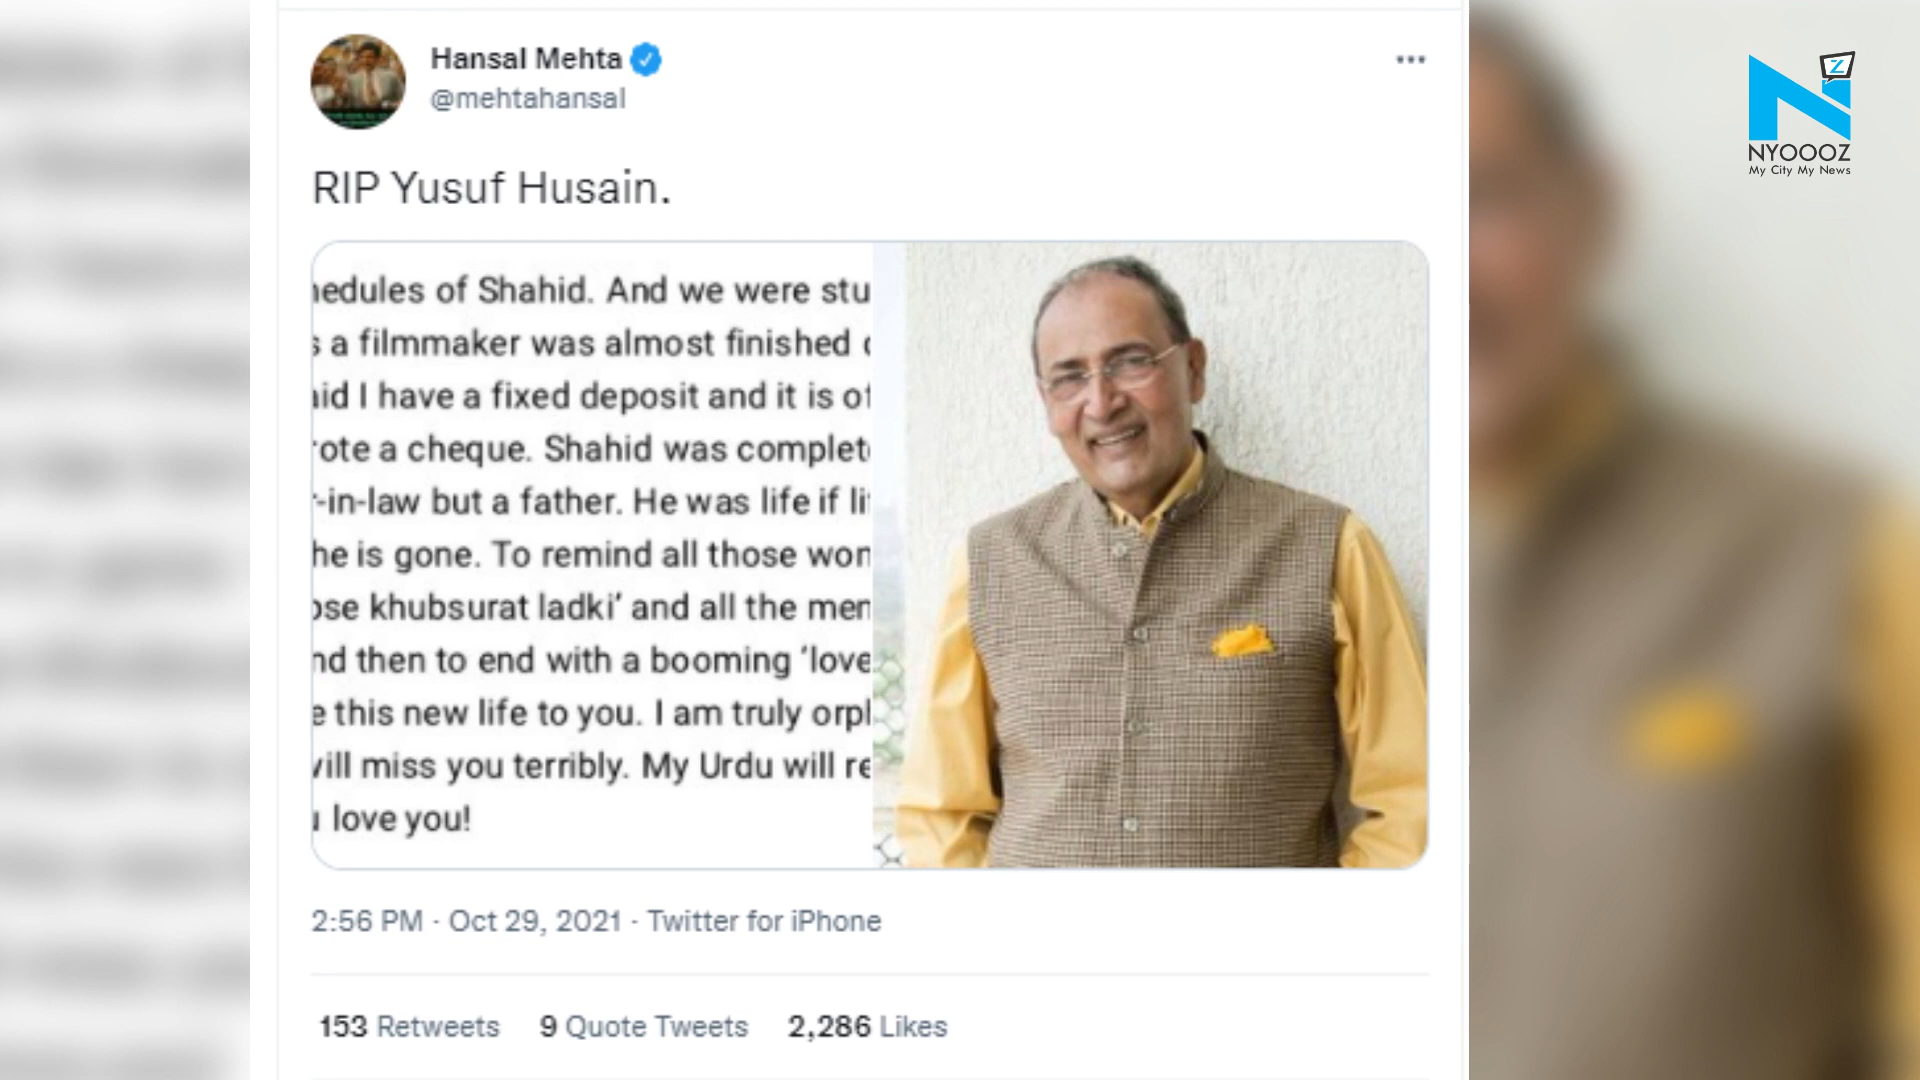 Hansal Mehta
@mehtahansal
RIP Yusuf Husain.
hedules of Shahid. And we were stu
s a filmmaker was almost finished
aid I have a fixed deposit and it is of
rote a cheque. Shahid was complet
-in-law but a father. He was life if li
he is gone. To remind all those won
ose khubsurat ladki’ and all the men
nd then to end with a booming ‘love
e this new life to you. I am truly orpl
will miss you terribly. My Urdu will re
u love you!
2:56 PM · Oct 29, 2021 · Twitter for iPhone
153 Retweets 9 Quote Tweets 2,286 Likes
Z
NYOOOZ
My City My News